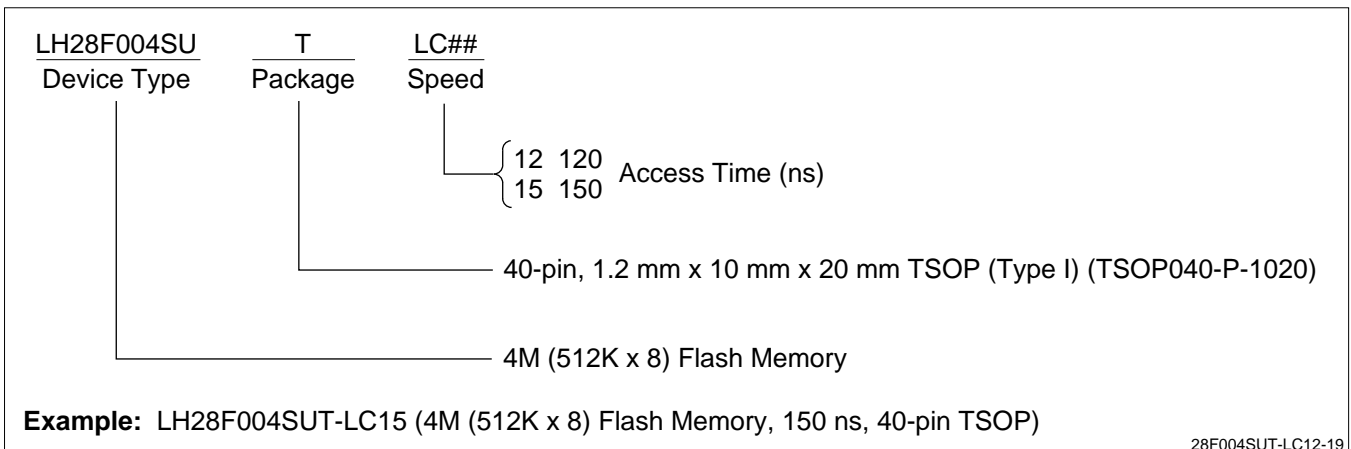 LH28F004SU T LC##
Device Type Package Speed
12 120
15 150
Access Time (ns)
40-pin, 1.2 mm x 10 mm x 20 mm TSOP (Type I) (TSOP040-P-1020)
4M (512K x 8) Flash Memory
Example: LH28F004SUT-LC15 (4M (512K x 8) Flash Memory, 150 ns, 40-pin TSOP)
28F004SUT-LC12-19